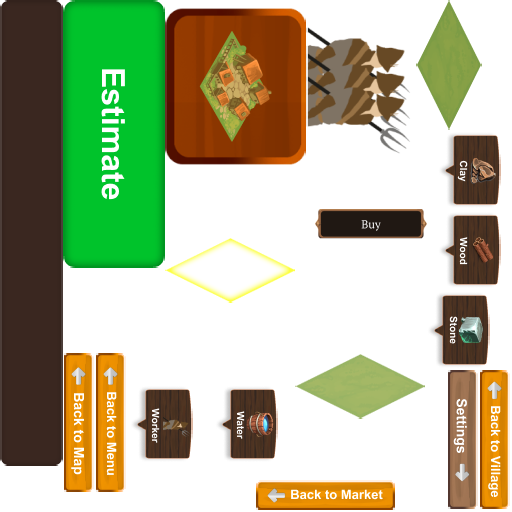 Estimate
Clay
Buy
Wood
Stone
Back to Map
Back to Menu
Worker
Water
Settings
Back to Village
Back to Market